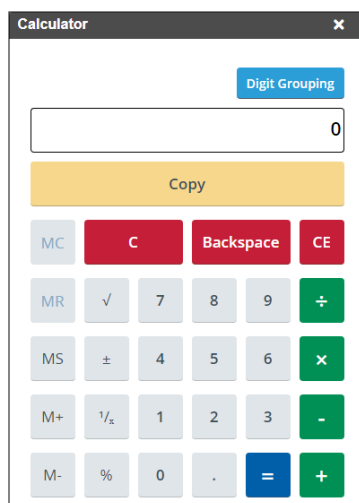 Calculator ×
Digit Grouping
0
Copy
MC C Backspace CE
MR √ 7 8 9 ÷
MS ± 4 5 6 ×
M+ ¹/ₓ 1 2 3 -
M- % 0 . = +